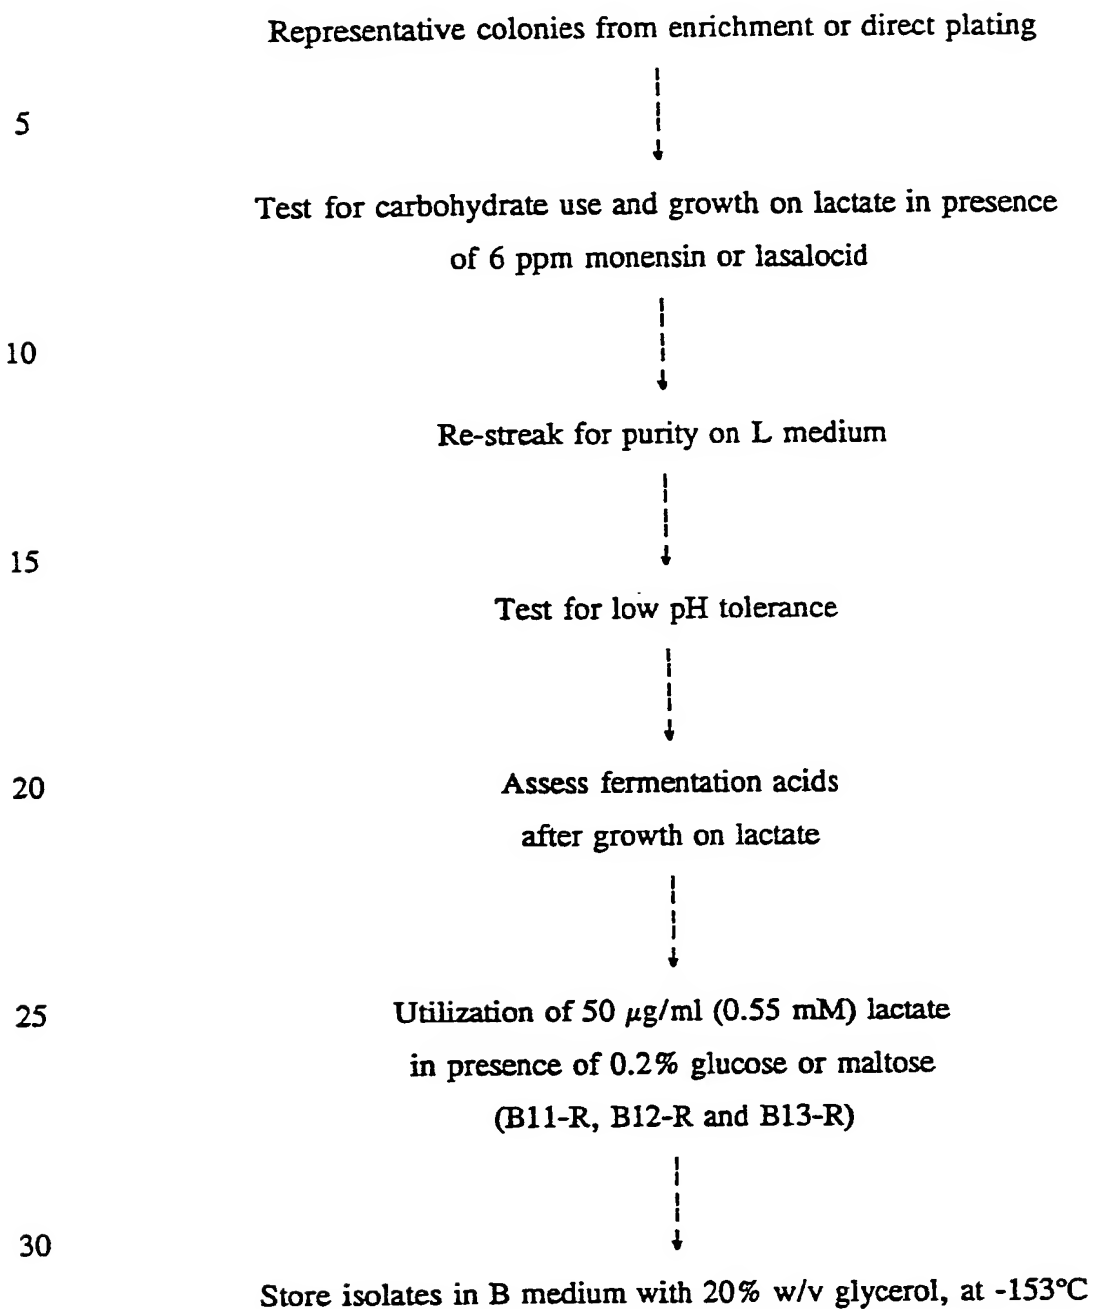 Representative colonies from enrichment or direct plating
5
Test for carbohydrate use and growth on lactate in presence
of 6 ppm monensin or lasalocid
10
Re-streak for purity on L medium
15
Test for low pH tolerance
20
Assess fermentation acids
after growth on lactate
25
Utilization of 50 μg/ml (0.55 mM) lactate
in presence of 0.2% glucose or maltose
(B11-R, B12-R and B13-R)
30
Store isolates in B medium with 20% w/v glycerol, at -153°C